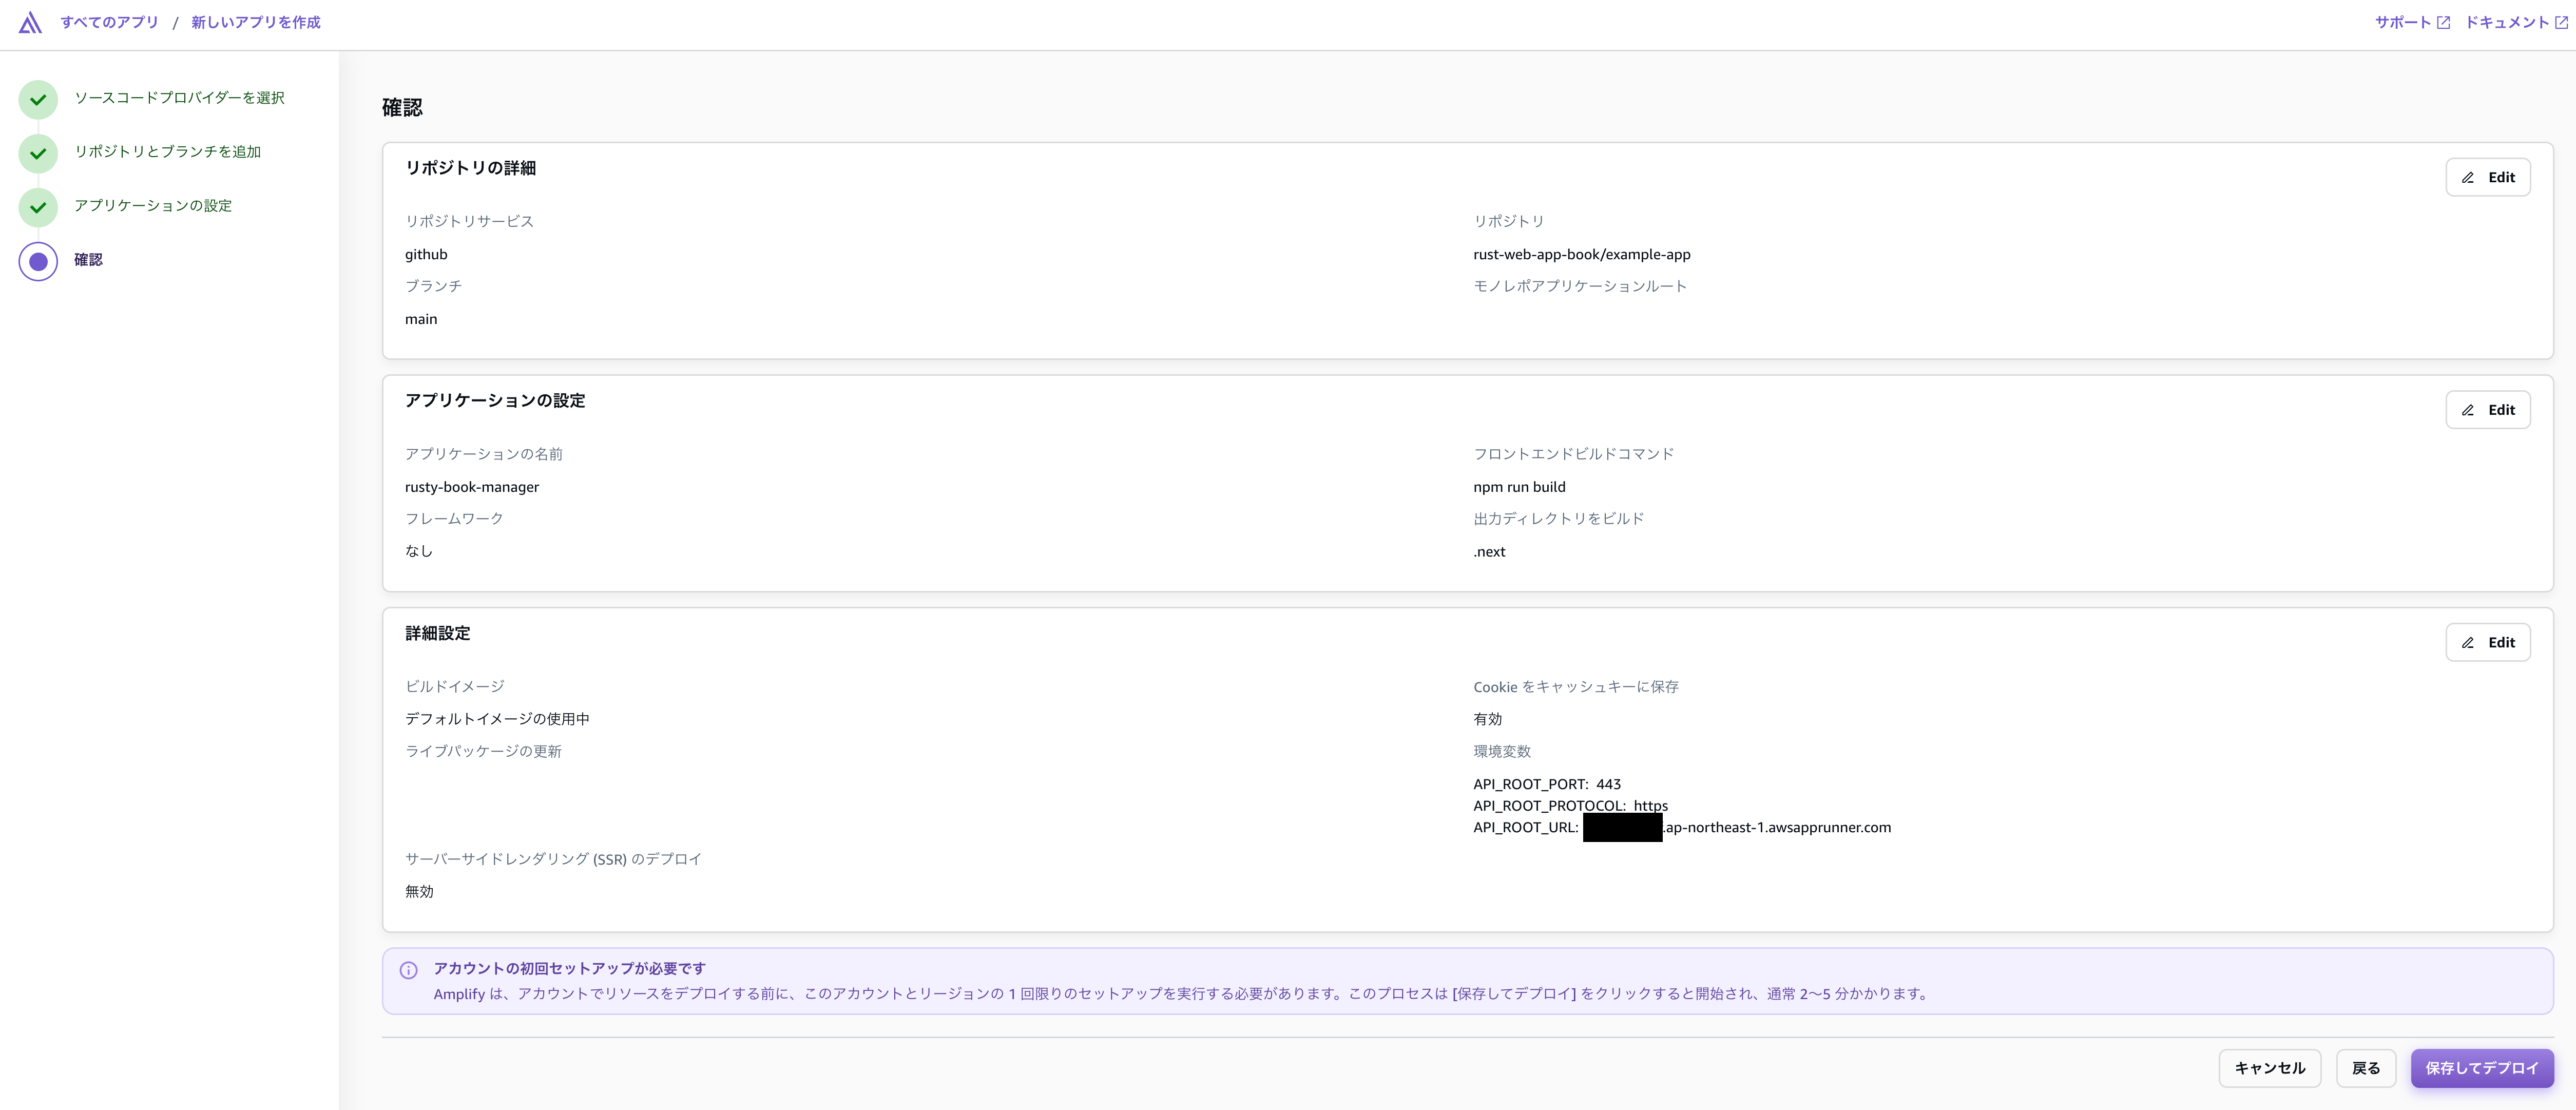 すべてのアプリ / 新しいアプリを作成
サポート ドキュメント
ソースコードプロバイダーを選択
リポジトリとブランチを追加
アプリケーションの設定
確認
確認
リポジトリの詳細
Edit
リポジトリサービス
github
リポジトリ
rust-web-app-book/example-app
ブランチ
main
モノレポアプリケーションルート
アプリケーションの設定
Edit
アプリケーションの名前
rusty-book-manager
フロントエンドビルドコマンド
npm run build
フレームワーク
なし
出力ディレクトリをビルド
.next
詳細設定
Edit
ビルドイメージ
デフォルトイメージの使用中
Cookie をキャッシュキーに保存
有効
ライブパッケージの更新
環境変数
API_ROOT_PORT: 443
API_ROOT_PROTOCOL: https
API_ROOT_URL: .ap-northeast-1.awsapprunner.com
サーバーサイドレンダリング (SSR) のデプロイ
無効
アカウントの初回セットアップが必要です
Amplify は、アカウントでリソースをデプロイする前に、このアカウントとリージョンの 1 回限りのセットアップを実行する必要があります。このプロセスは [保存してデプロイ] をクリックすると開始され、通常 2〜5 分かかります。
キャンセル
戻る
保存してデプロイ